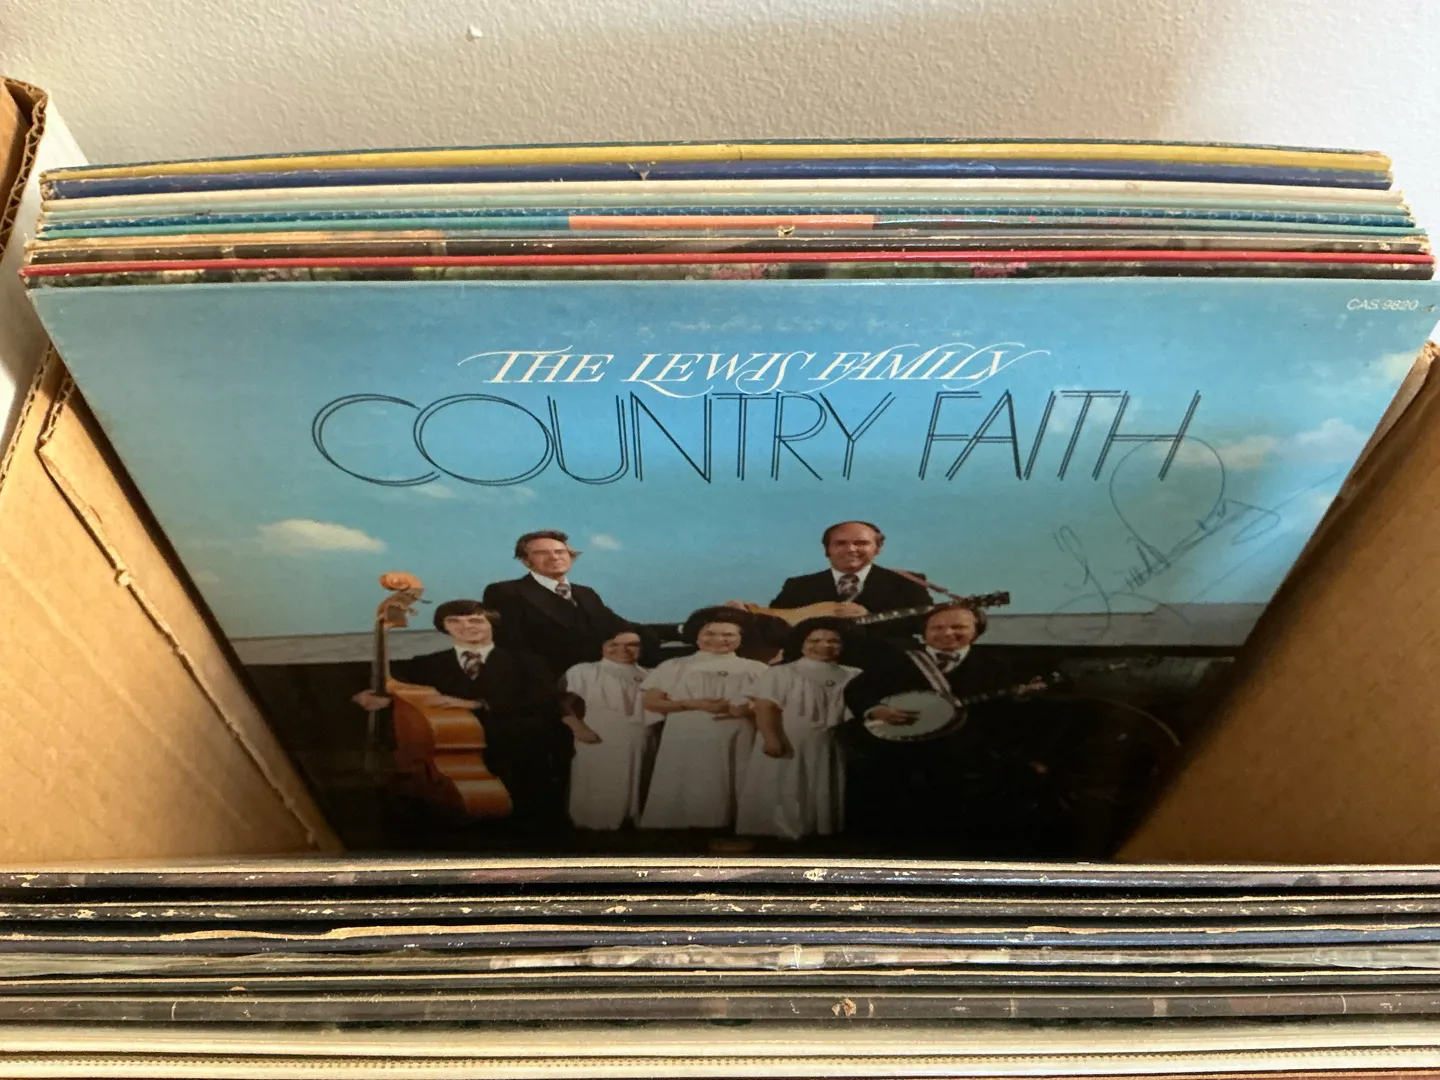 CAS 9820
THE LEWIS FAMILY
COUNTRY FAITH